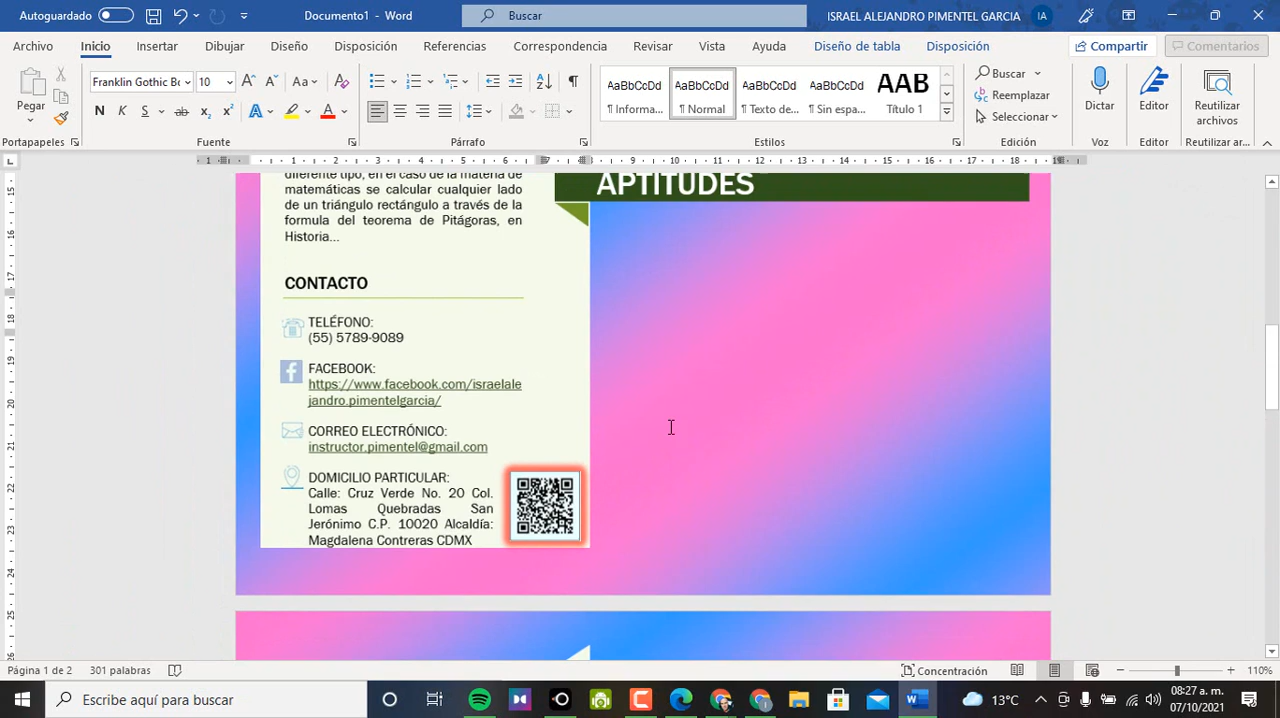 Autoguardado
Documento1 - Word
Buscar
ISRAEL ALEJANDRO PIMENTEL GARCIA
IA
Archivo Inicio Insertar Dibujar Diseño Disposición Referencias Correspondencia Revisar Vista Ayuda Diseño de tabla Disposición
Compartir
Comentarios
Pegar
Franklin Gothic Bo
10
N K S ab x₂ x²
AaBbCcDd AaBbCcDd AaBbCcDd AaBbCcDd AAB
¶ Informa... ¶ Normal ¶ Texto de... ¶ Sin espa... Título 1
Buscar
Reemplazar
Seleccionar
Dictar
Editor
Reutilizar
archivos
Portapapeles Fuente Párrafo Estilos Edición Voz Editor Reutilizar ar...
diferente tipo, en el caso de la materia de
matemáticas se calcular cualquier lado
de un triángulo rectángulo a través de la
formula del teorema de Pitágoras, en
Historia...
APTITUDES
CONTACTO
TELÉFONO:
(55) 5789-9089
FACEBOOK:
https://www.facebook.com/israelale
jandro.pimentelgarcia/
CORREO ELECTRÓNICO:
instructor.pimentel@gmail.com
DOMICILIO PARTICULAR:
Calle: Cruz Verde No. 20 Col.
Lomas Quebradas San
Jerónimo C.P. 10020 Alcaldía:
Magdalena Contreras CDMX
Página 1 de 2 301 palabras
Concentración
110%
Escribe aquí para buscar
13°C
08:27 a. m.
07/10/2021